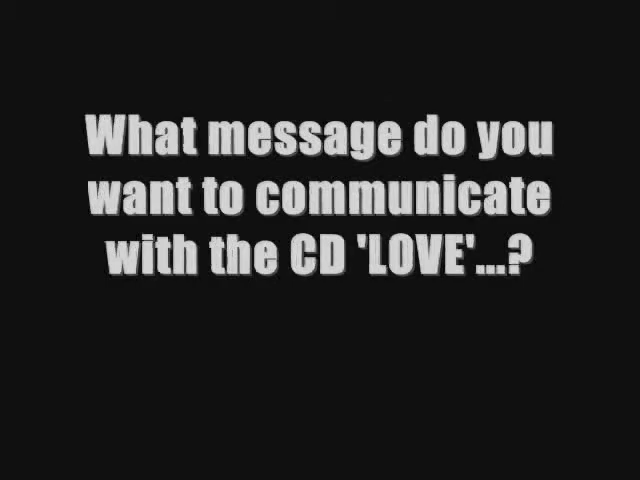 What message do you
want to communicate
with the CD 'LOVE'...?